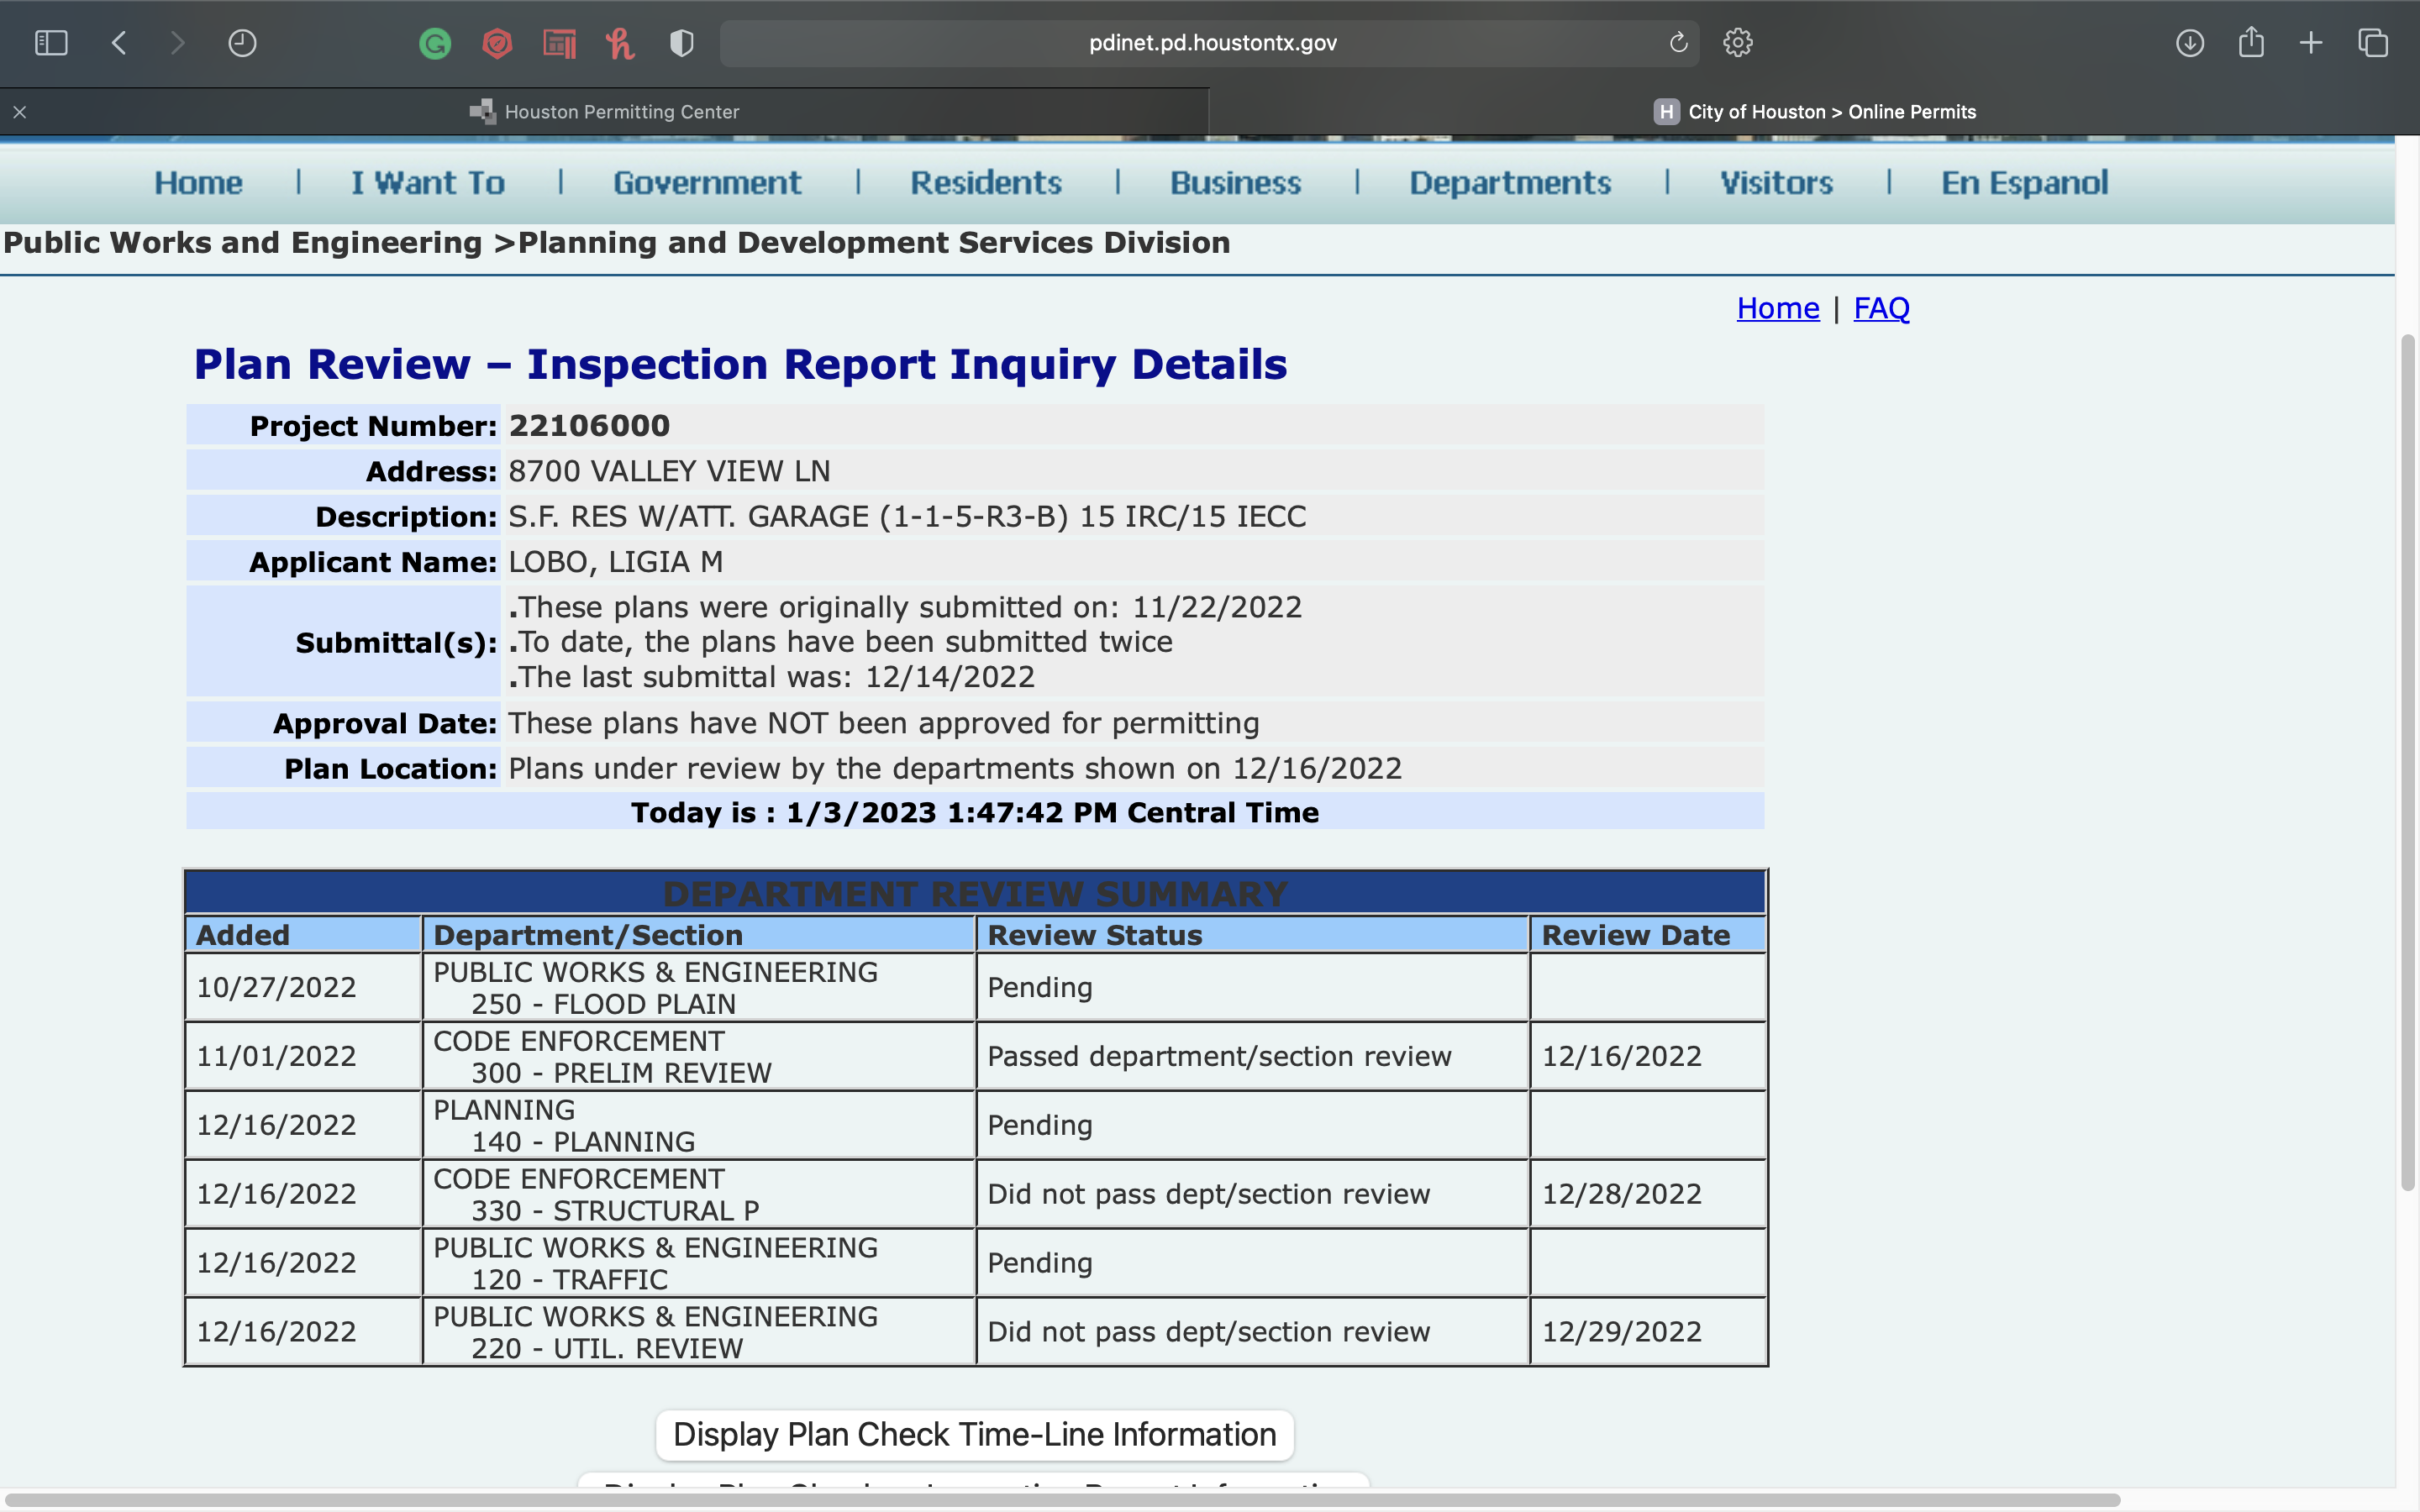 pdinet.pd.houstontx.gov
Houston Permitting Center
H City of Houston > Online Permits
Home | I Want To | Government | Residents | Business | Departments | Visitors | En Espanol
Public Works and Engineering >Planning and Development Services Division
Home | FAQ
Plan Review – Inspection Report Inquiry Details
Project Number: 22106000
Address: 8700 VALLEY VIEW LN
Description: S.F. RES W/ATT. GARAGE (1-1-5-R3-B) 15 IRC/15 IECC
Applicant Name: LOBO, LIGIA M
.These plans were originally submitted on: 11/22/2022
Submittal(s): .To date, the plans have been submitted twice
.The last submittal was: 12/14/2022
Approval Date: These plans have NOT been approved for permitting
Plan Location: Plans under review by the departments shown on 12/16/2022
Today is : 1/3/2023 1:47:42 PM Central Time
DEPARTMENT REVIEW SUMMARY
Added Department/Section Review Status Review Date
10/27/2022 PUBLIC WORKS & ENGINEERING Pending
250 - FLOOD PLAIN
11/01/2022 CODE ENFORCEMENT Passed department/section review 12/16/2022
300 - PRELIM REVIEW
12/16/2022 PLANNING Pending
140 - PLANNING
12/16/2022 CODE ENFORCEMENT Did not pass dept/section review 12/28/2022
330 - STRUCTURAL P
12/16/2022 PUBLIC WORKS & ENGINEERING Pending
120 - TRAFFIC
12/16/2022 PUBLIC WORKS & ENGINEERING Did not pass dept/section review 12/29/2022
220 - UTIL. REVIEW
Display Plan Check Time-Line Information